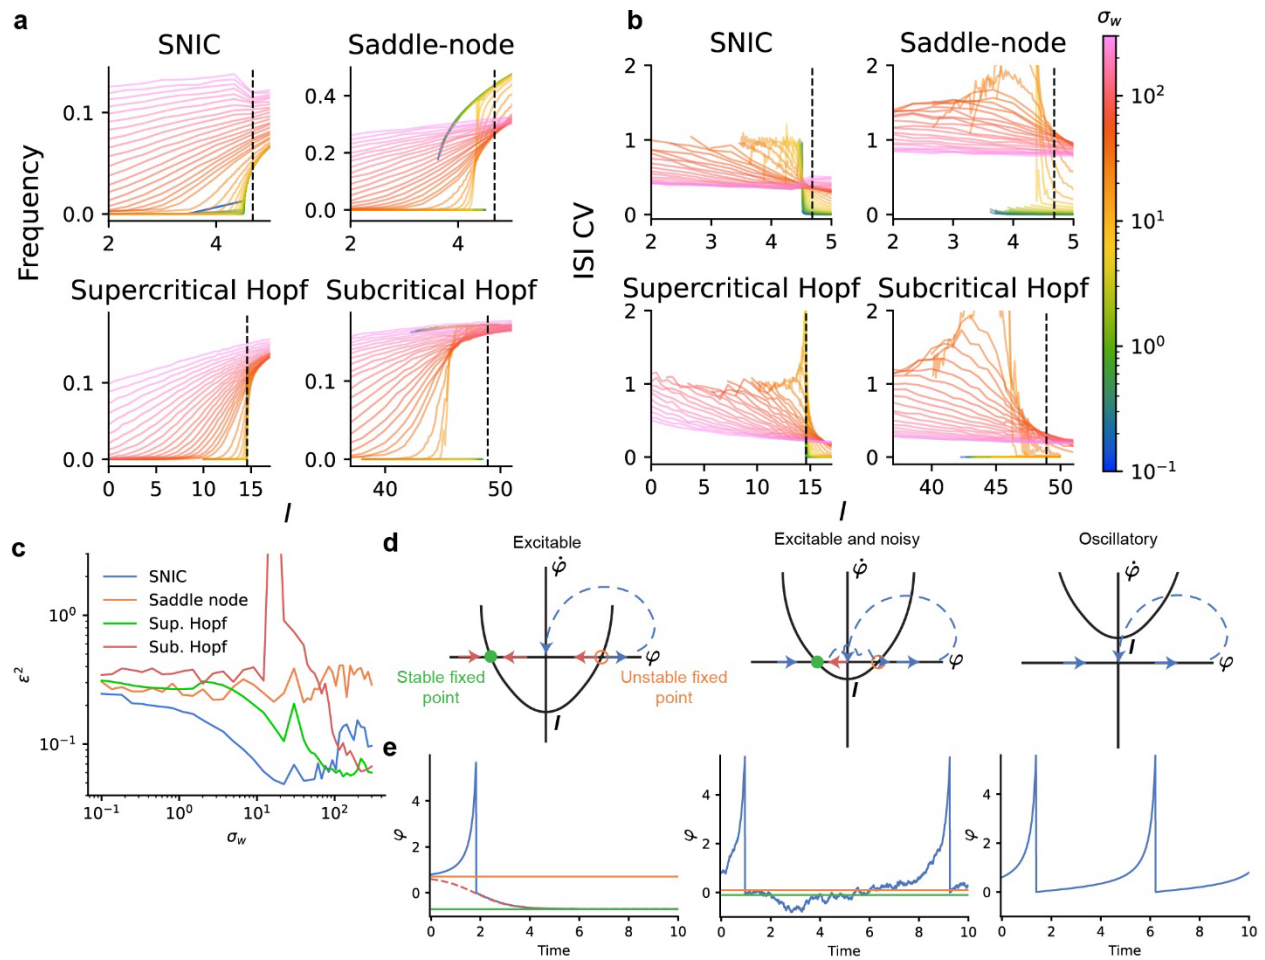 a
b
σw
SNIC
Saddle-node
SNIC
Saddle-node
Frequency
0.1
0.0
2 4
0.4
0.2
0.0
2 4
ISI CV
2
1
0
2 3 4 5
2
1
0
2 3 4 5
10²
10¹
10⁰
10⁻¹
Supercritical Hopf
Subcritical Hopf
Supercritical Hopf
Subcritical Hopf
0.1
0.0
0 5 10 15
0.1
0.0
40 50
2
1
0
0 5 10 15
2
1
0
40 45 50
I
I
c
SNIC
Saddle node
Sup. Hopf
Sub. Hopf
ε²
10⁰
10⁻¹
10⁻¹ 10⁰ 10¹ 10²
σw
d
Excitable
φ̇
φ
Stable fixed
point
Unstable fixed
point
I
Excitable and noisy
φ̇
φ
I
Oscillatory
φ̇
φ
I
e
φ
4
2
0
0 2 4 6 8 10
Time
φ
4
2
0
0 2 4 6 8 10
Time
φ
4
2
0
0 2 4 6 8 10
Time